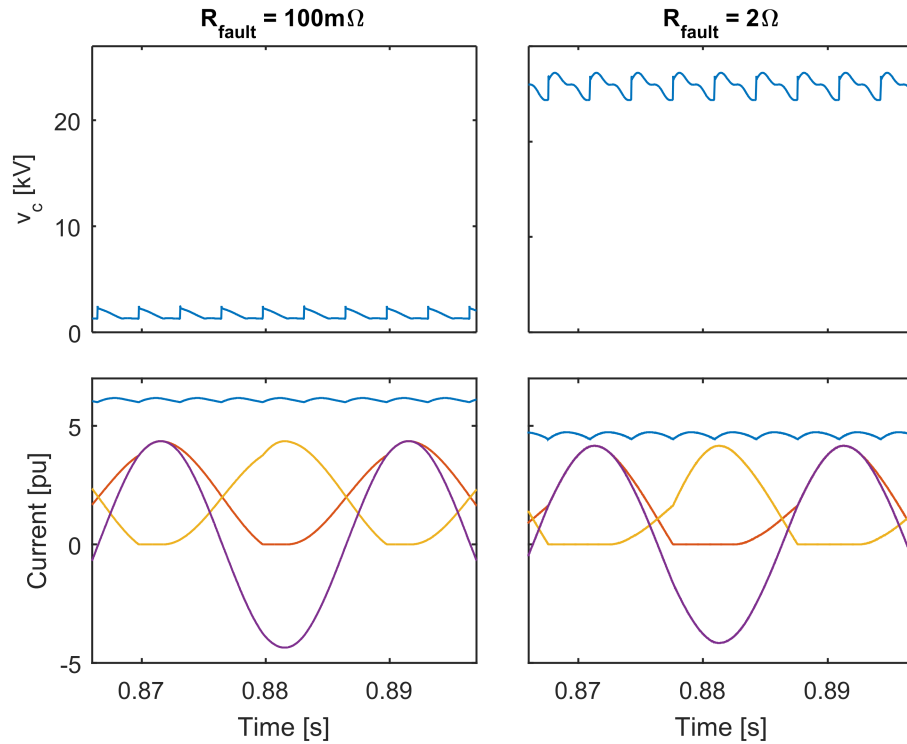 R_fault = 100mΩ
R_fault = 2Ω
v_c [kV]
20
10
0
Current [pu]
5
0
-5
0.87 0.88 0.89
0.87 0.88 0.89
Time [s]
Time [s]